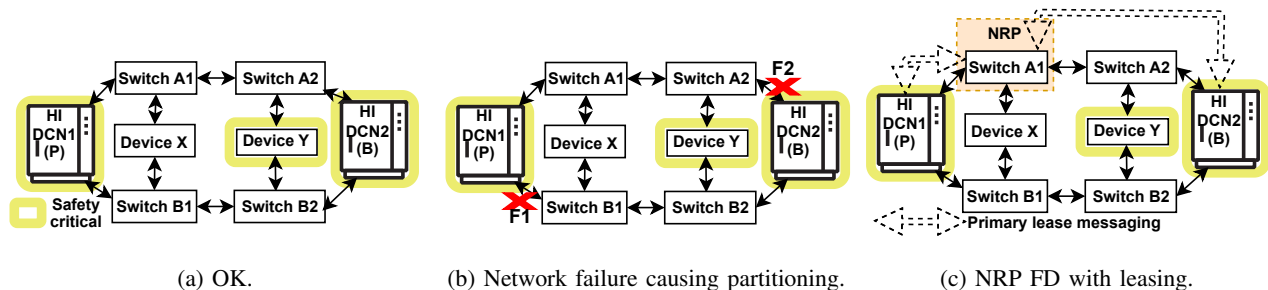 Switch A1
Switch A2
HI
DCN1
(P)
HI
DCN2
(B)
Device X
Device Y
Switch B1
Switch B2
Safety
critical
(a) OK.
Switch A1
Switch A2
F2
HI
DCN1
(P)
HI
DCN2
(B)
Device X
Device Y
F1
Switch B1
Switch B2
(b) Network failure causing partitioning.
NRP
Switch A1
Switch A2
HI
DCN1
(P)
HI
DCN2
(B)
Device X
Device Y
Switch B1
Switch B2
Primary lease messaging
(c) NRP FD with leasing.